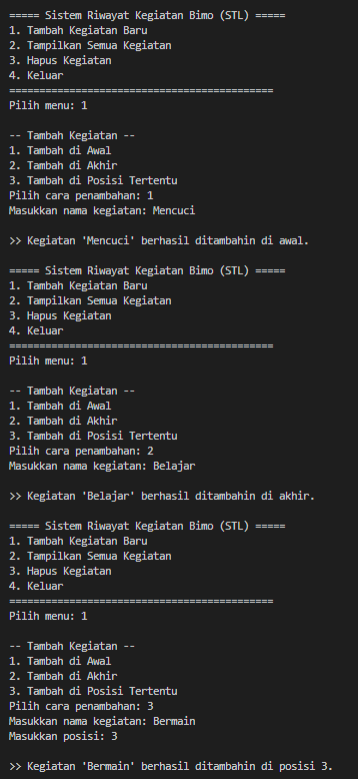 ===== Sistem Riwayat Kegiatan Bimo (STL) =====
1. Tambah Kegiatan Baru
2. Tampilkan Semua Kegiatan
3. Hapus Kegiatan
4. Keluar
============================================
Pilih menu: 1
-- Tambah Kegiatan --
1. Tambah di Awal
2. Tambah di Akhir
3. Tambah di Posisi Tertentu
Pilih cara penambahan: 1
Masukkan nama kegiatan: Mencuci
>> Kegiatan 'Mencuci' berhasil ditambahin di awal.
===== Sistem Riwayat Kegiatan Bimo (STL) =====
1. Tambah Kegiatan Baru
2. Tampilkan Semua Kegiatan
3. Hapus Kegiatan
4. Keluar
============================================
Pilih menu: 1
-- Tambah Kegiatan --
1. Tambah di Awal
2. Tambah di Akhir
3. Tambah di Posisi Tertentu
Pilih cara penambahan: 2
Masukkan nama kegiatan: Belajar
>> Kegiatan 'Belajar' berhasil ditambahin di akhir.
===== Sistem Riwayat Kegiatan Bimo (STL) =====
1. Tambah Kegiatan Baru
2. Tampilkan Semua Kegiatan
3. Hapus Kegiatan
4. Keluar
============================================
Pilih menu: 1
-- Tambah Kegiatan --
1. Tambah di Awal
2. Tambah di Akhir
3. Tambah di Posisi Tertentu
Pilih cara penambahan: 3
Masukkan nama kegiatan: Bermain
Masukkan posisi: 3
>> Kegiatan 'Bermain' berhasil ditambahin di posisi 3.